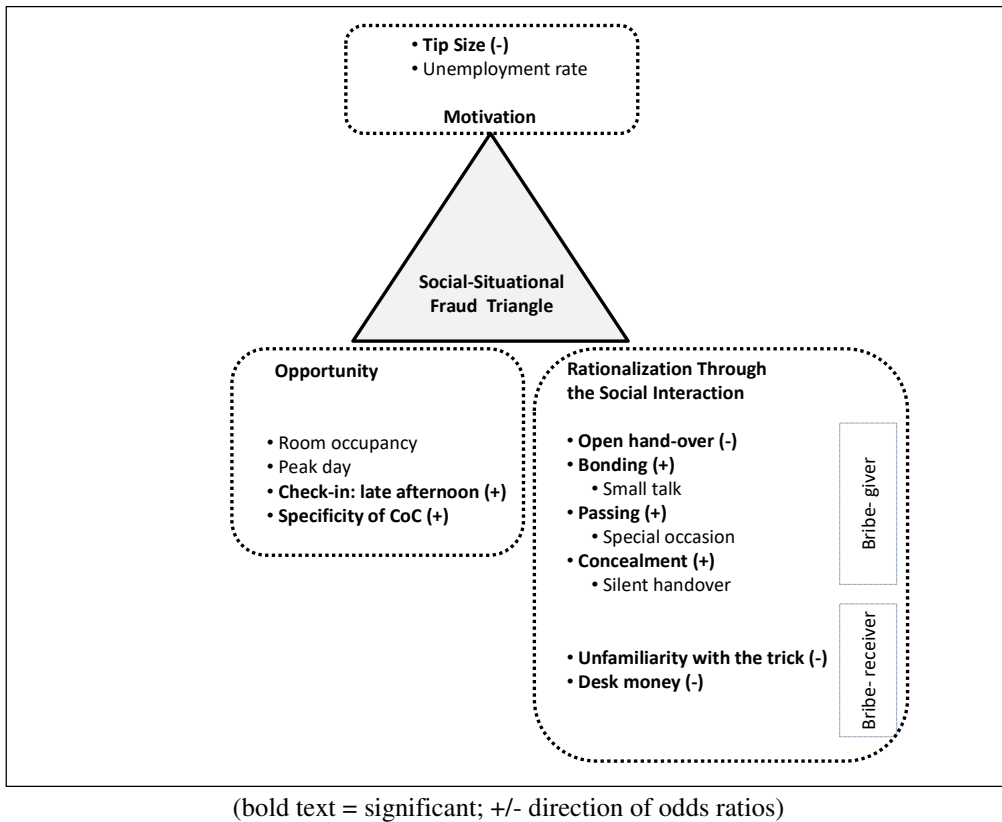 • Tip Size (-)
• Unemployment rate
Motivation
Social-Situational
Fraud Triangle
Opportunity
• Room occupancy
• Peak day
• Check-in: late afternoon (+)
• Specificity of CoC (+)
Rationalization Through
the Social Interaction
• Open hand-over (-)
• Bonding (+)
• Small talk
• Passing (+)
• Special occasion
• Concealment (+)
• Silent handover
Bribe- giver
• Unfamiliarity with the trick (-)
• Desk money (-)
Bribe- receiver
(bold text = significant; +/- direction of odds ratios)